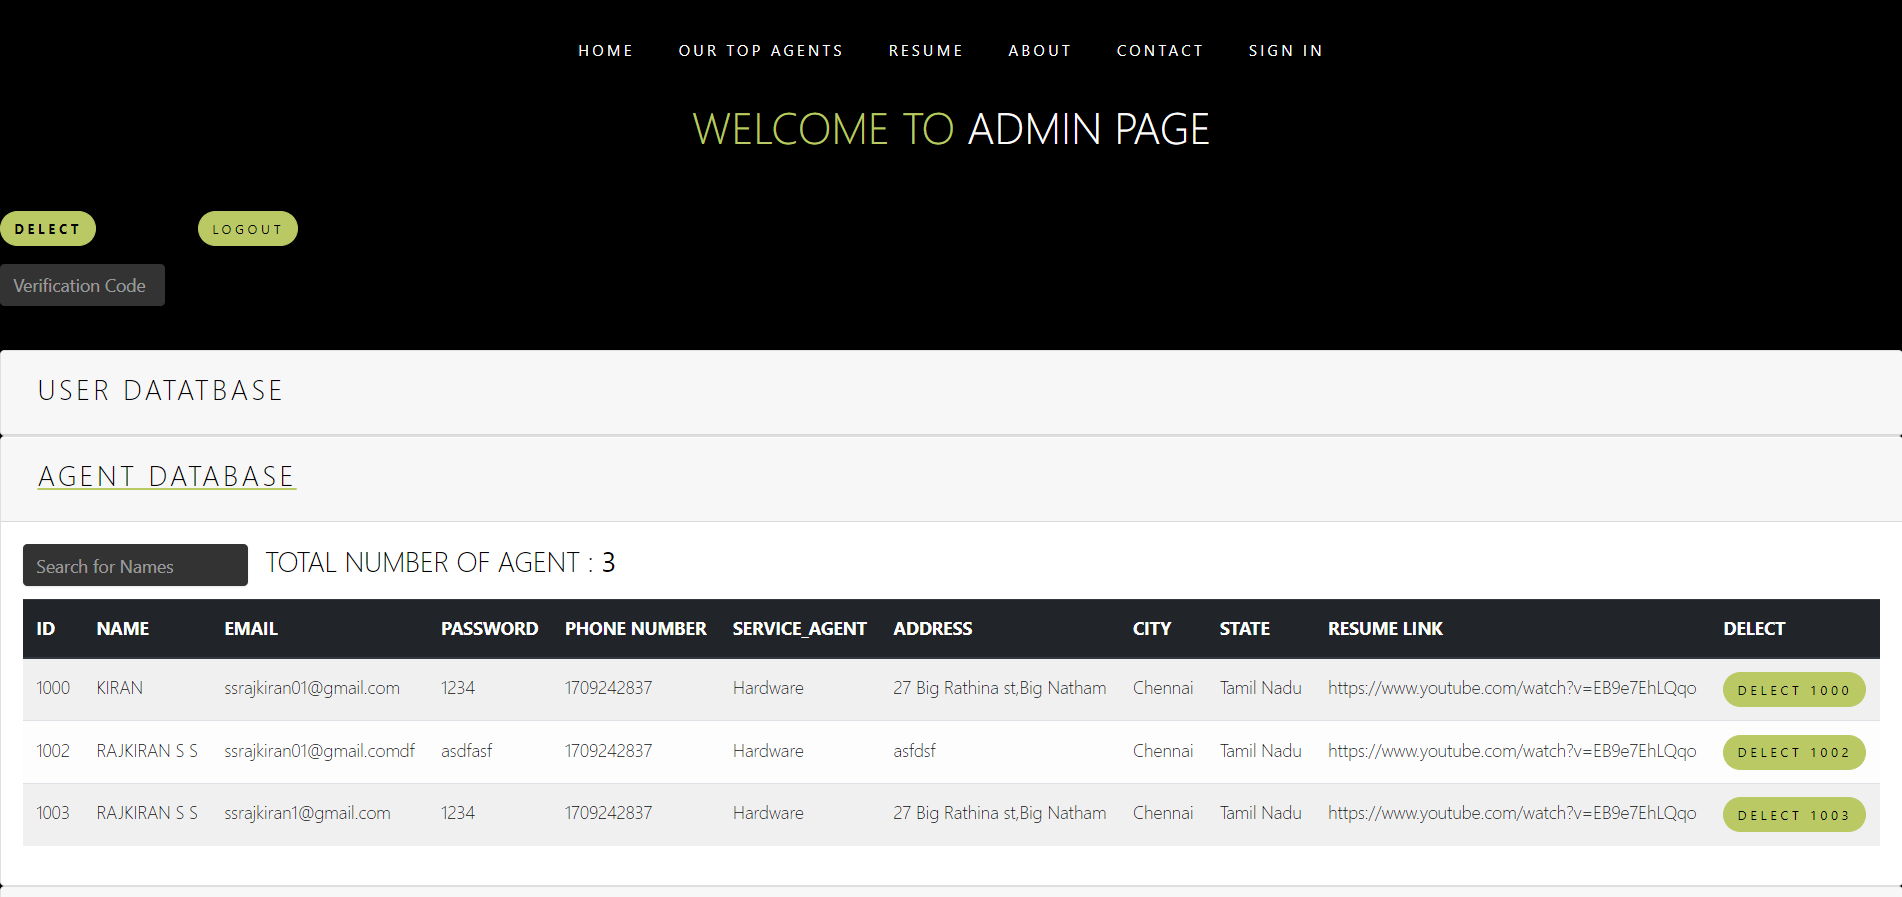 HOME OUR TOP AGENTS RESUME ABOUT CONTACT SIGN IN
WELCOME TO ADMIN PAGE
DELECT LOGOUT
Verification Code
USER DATATBASE
AGENT DATABASE
Search for Names TOTAL NUMBER OF AGENT : 3
ID NAME EMAIL PASSWORD PHONE NUMBER SERVICE_AGENT ADDRESS CITY STATE RESUME LINK DELECT
1000 KIRAN ssrajkiran01@gmail.com 1234 1709242837 Hardware 27 Big Rathina st,Big Natham Chennai Tamil Nadu https://www.youtube.com/watch?v=EB9e7EhLQqo DELECT 1000
1002 RAJKIRAN S S ssrajkiran01@gmail.comdf asdfasf 1709242837 Hardware asfdsf Chennai Tamil Nadu https://www.youtube.com/watch?v=EB9e7EhLQqo DELECT 1002
1003 RAJKIRAN S S ssrajkiran1@gmail.com 1234 1709242837 Hardware 27 Big Rathina st,Big Natham Chennai Tamil Nadu https://www.youtube.com/watch?v=EB9e7EhLQqo DELECT 1003